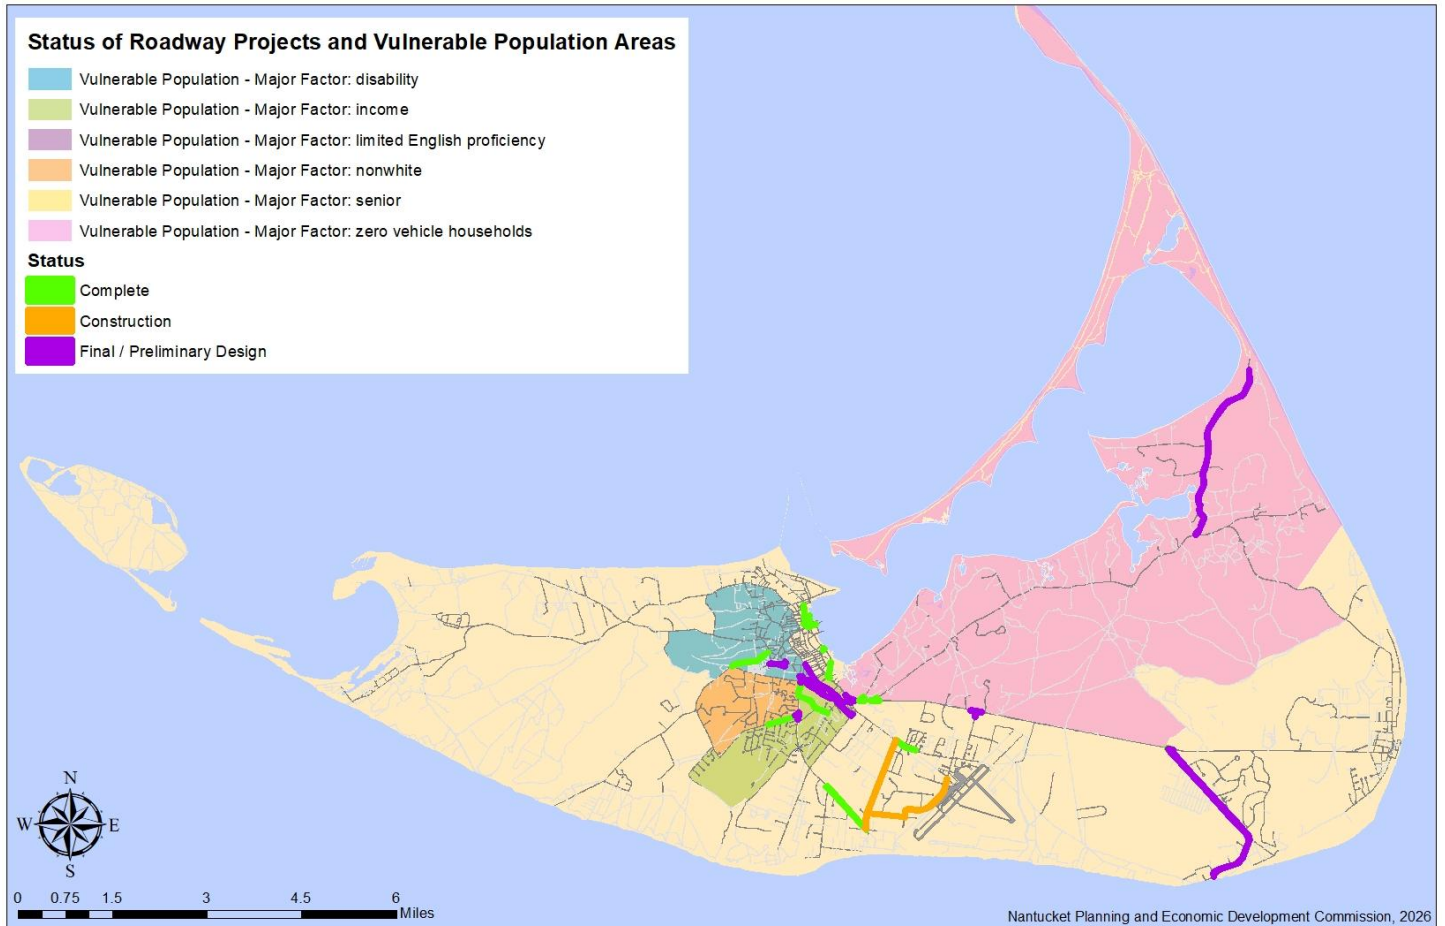 Status of Roadway Projects and Vulnerable Population Areas
Vulnerable Population - Major Factor: disability
Vulnerable Population - Major Factor: income
Vulnerable Population - Major Factor: limited English proficiency
Vulnerable Population - Major Factor: nonwhite
Vulnerable Population - Major Factor: senior
Vulnerable Population - Major Factor: zero vehicle households
Status
Complete
Construction
Final / Preliminary Design
N
W E
S
0 0.75 1.5 3 4.5 6
Miles
Nantucket Planning and Economic Development Commission, 2026